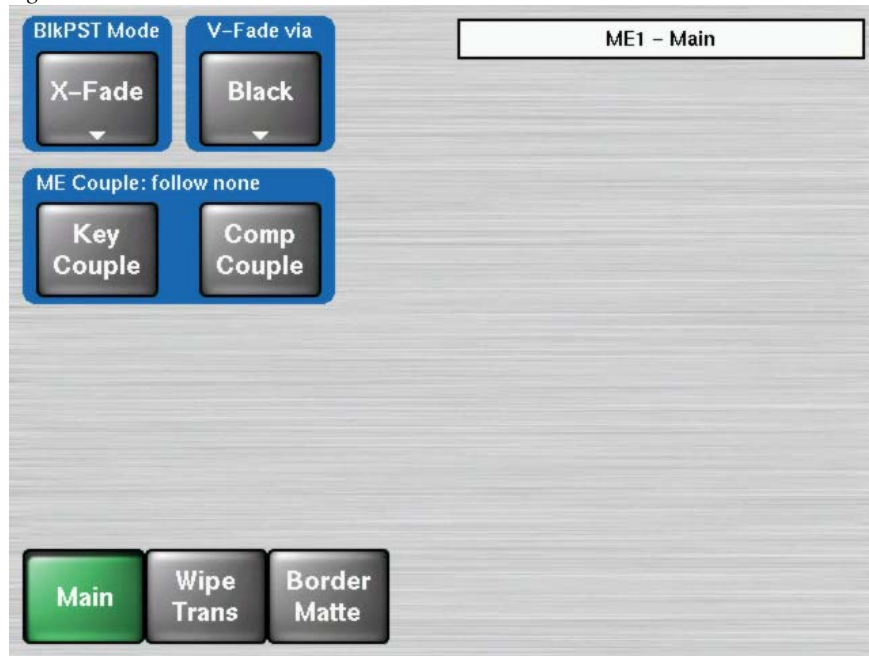 BlkPST Mode
V-Fade via
ME1 - Main
X-Fade
Black
ME Couple: follow none
Key
Couple
Comp
Couple
Main
Wipe
Trans
Border
Matte